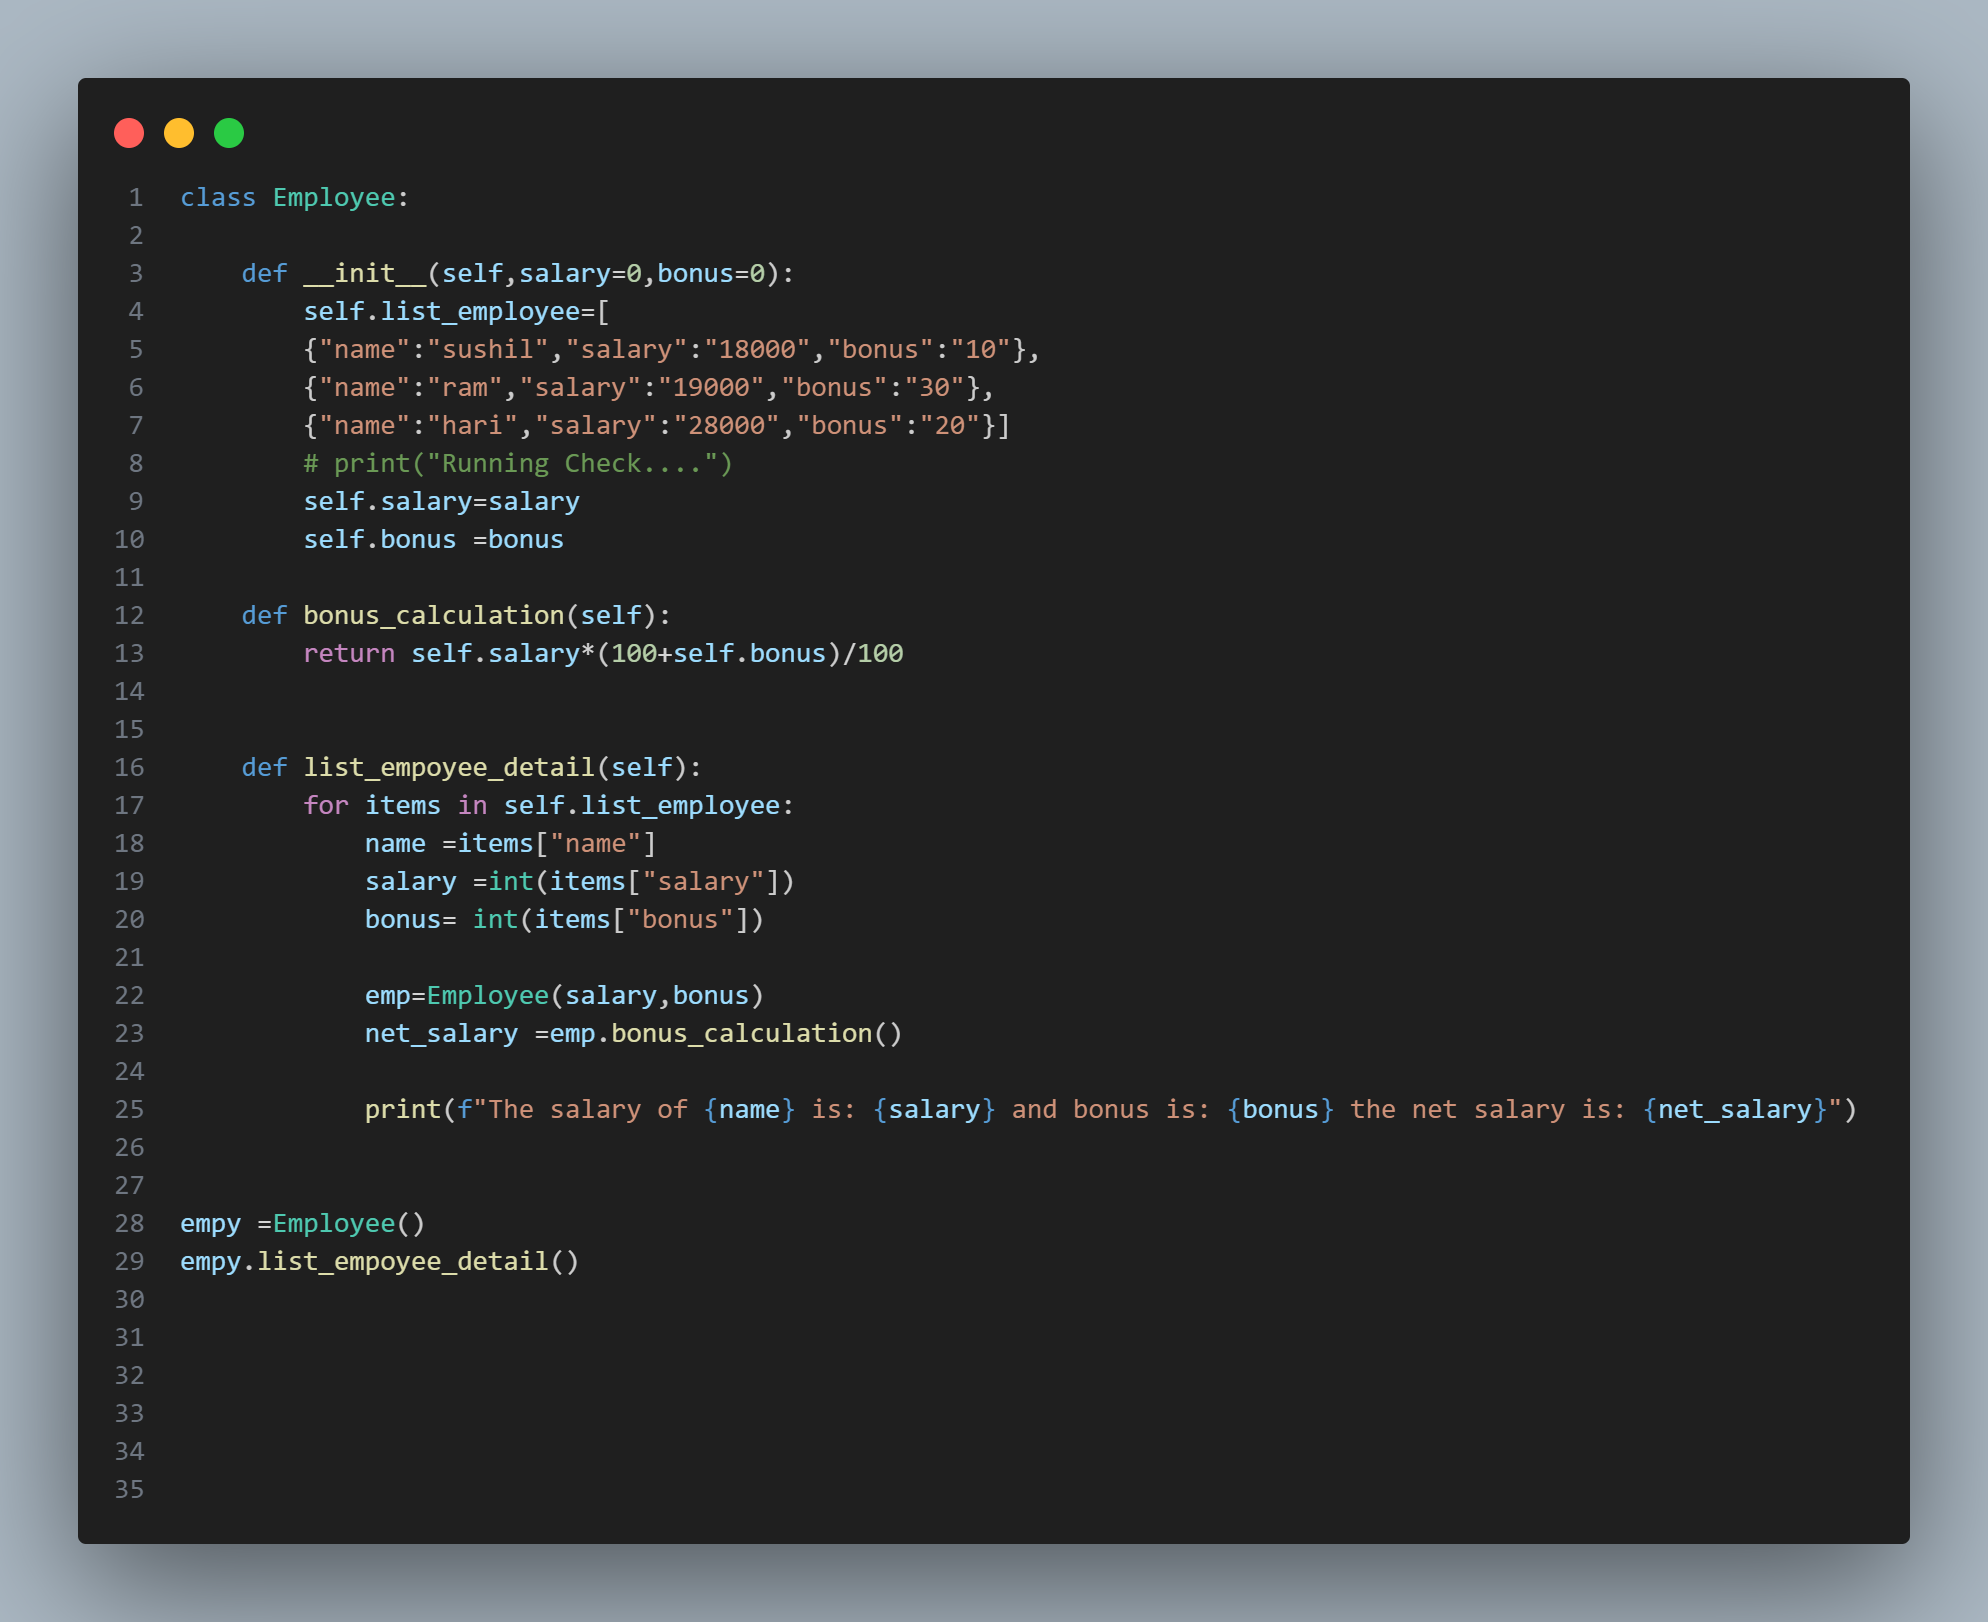 1 class Employee:
2
3     def __init__(self,salary=0,bonus=0):
4         self.list_employee=[
5         {"name":"sushil","salary":"18000","bonus":"10"},
6         {"name":"ram","salary":"19000","bonus":"30"},
7         {"name":"hari","salary":"28000","bonus":"20"}]
8         # print("Running Check....")
9         self.salary=salary
10         self.bonus =bonus
11
12     def bonus_calculation(self):
13         return self.salary*(100+self.bonus)/100
14
15
16     def list_empoyee_detail(self):
17         for items in self.list_employee:
18             name =items["name"]
19             salary =int(items["salary"])
20             bonus= int(items["bonus"])
21
22             emp=Employee(salary,bonus)
23             net_salary =emp.bonus_calculation()
24
25             print(f"The salary of {name} is: {salary} and bonus is: {bonus} the net salary is: {net_salary}")
26
27
28 empy =Employee()
29 empy.list_empoyee_detail()
30
31
32
33
34
35